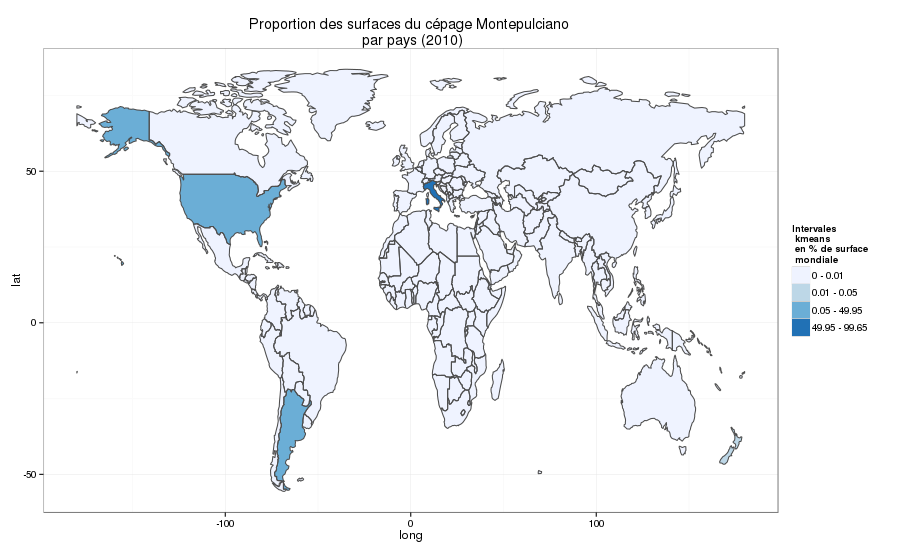 Proportion des surfaces du cépage Montepulciano
par pays (2010)
lat
50
0
-50
-100
0
100
long
Intervales
kmeans
en % de surface
mondiale
0 - 0.01
0.01 - 0.05
0.05 - 49.95
49.95 - 99.65